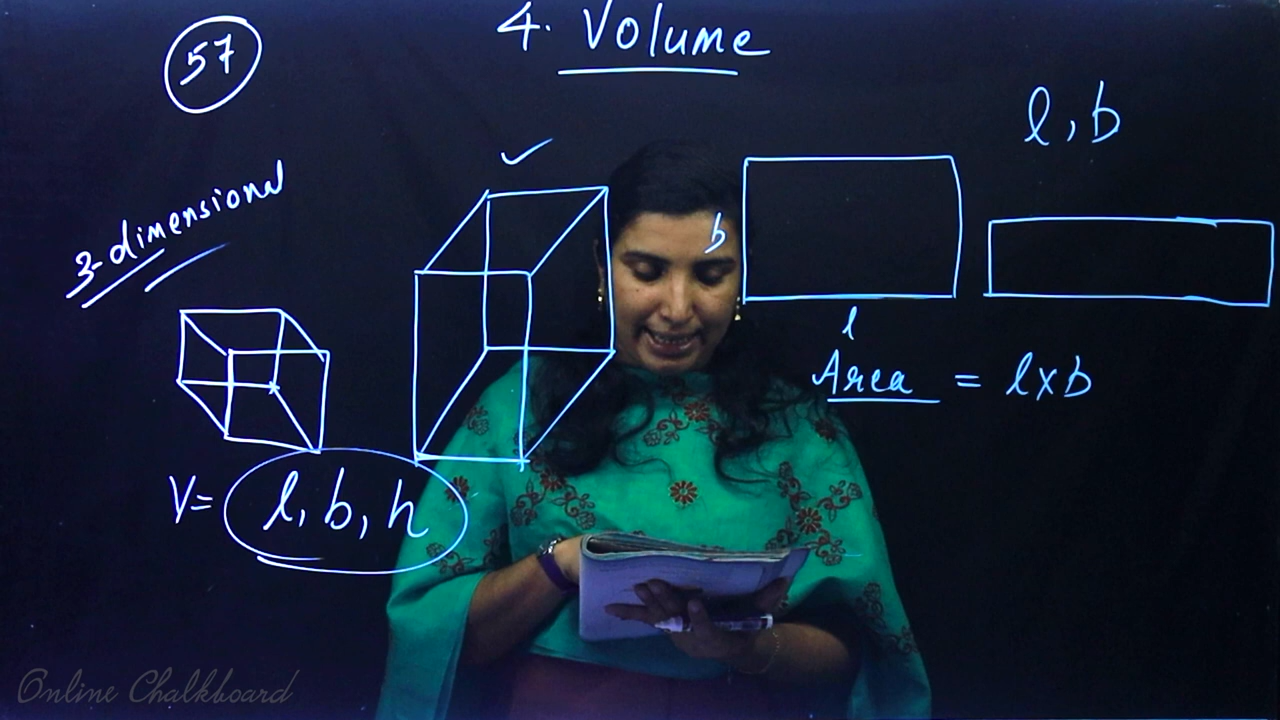 57
4. Volume
l, b
3-dimensional
b
l
Area = l x b
V = l, b, h
Online Chalkboard